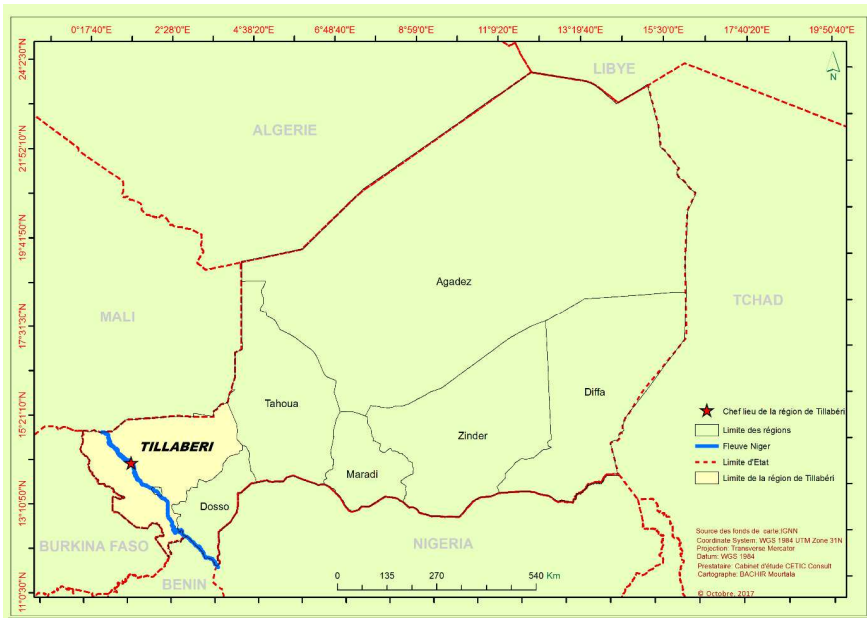 0°17'40"E 2°28'0"E 4°38'20"E 6°48'40"E 8°59'0"E 11°9'20"E 13°19'40"E 15°30'0"E 17°40'20"E 19°50'40"E
24°2'30"N
21°52'10"N
19°41'50"N
17°31'30"N
15°21'10"N
13°10'50"N
11°0'30"N
LIBYE
N
ALGERIE
Agadez
TCHAD
MALI
Tahoua
Diffa
Zinder
Maradi
TILLABERI
Dosso
BURKINA FASO
NIGERIA
BENIN
Chef lieu de la région de Tillabéri
Limite des régions
Fleuve Niger
Limite d'Etat
Limite de la région de Tillabéri
0 135 270 540 Km
Source des fonds de carte:IGNN
Coordinate System: WGS 1984 UTM Zone 31N
Projection: Transverse Mercator
Datum: WGS 1984
Prestataire: Cabinet d'étude CETIC Consult
Cartographe: BACHIR Mourtala
© Octobre, 2017